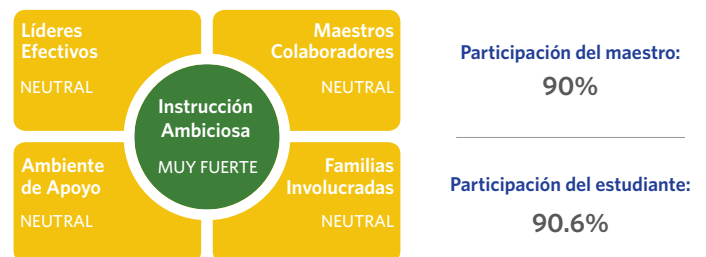 Líderes
Efectivos
NEUTRAL
Maestros
Colaboradores
NEUTRAL
Instrucción
Ambiciosa
MUY FUERTE
Ambiente
de Apoyo
NEUTRAL
Familias
Involucradas
NEUTRAL
Participación del maestro:
90%
Participación del estudiante:
90.6%